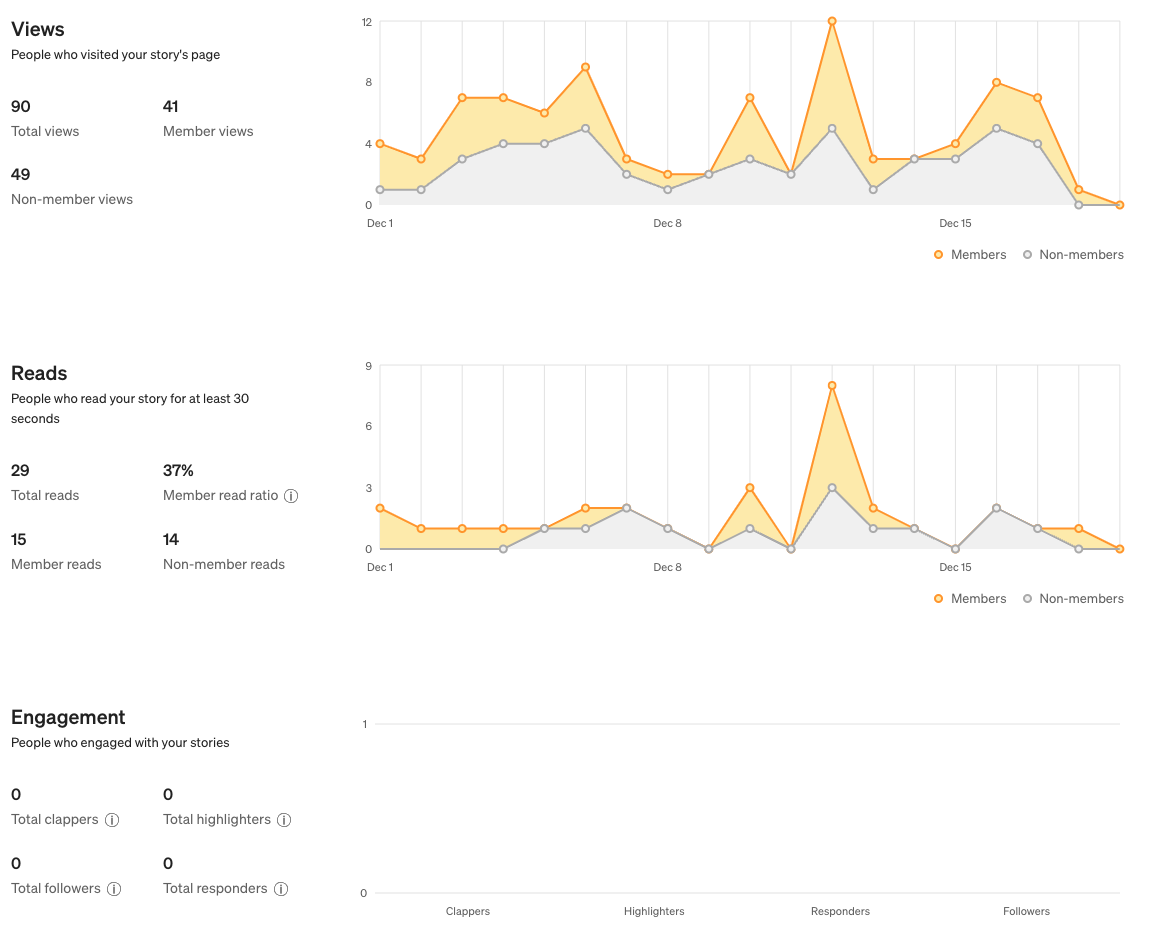 Views
People who visited your story's page
90 41
Total views Member views
49
Non-member views
12
8
4
0
Dec 1 Dec 8 Dec 15
Members Non-members
Reads
People who read your story for at least 30
seconds
29 37%
Total reads Member read ratio
15 14
Member reads Non-member reads
9
6
3
0
Dec 1 Dec 8 Dec 15
Members Non-members
Engagement
People who engaged with your stories
0 0
Total clappers Total highlighters
0 0
Total followers Total responders
1
0
Clappers Highlighters Responders Followers